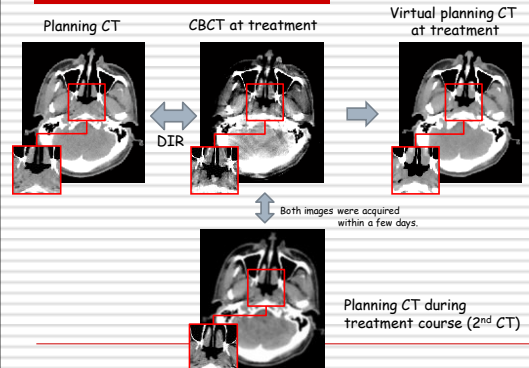 Planning CT
CBCT at treatment
Virtual planning CT
at treatment
DIR
Both images were acquired
within a few days.
Planning CT during
treatment course (2nd CT)